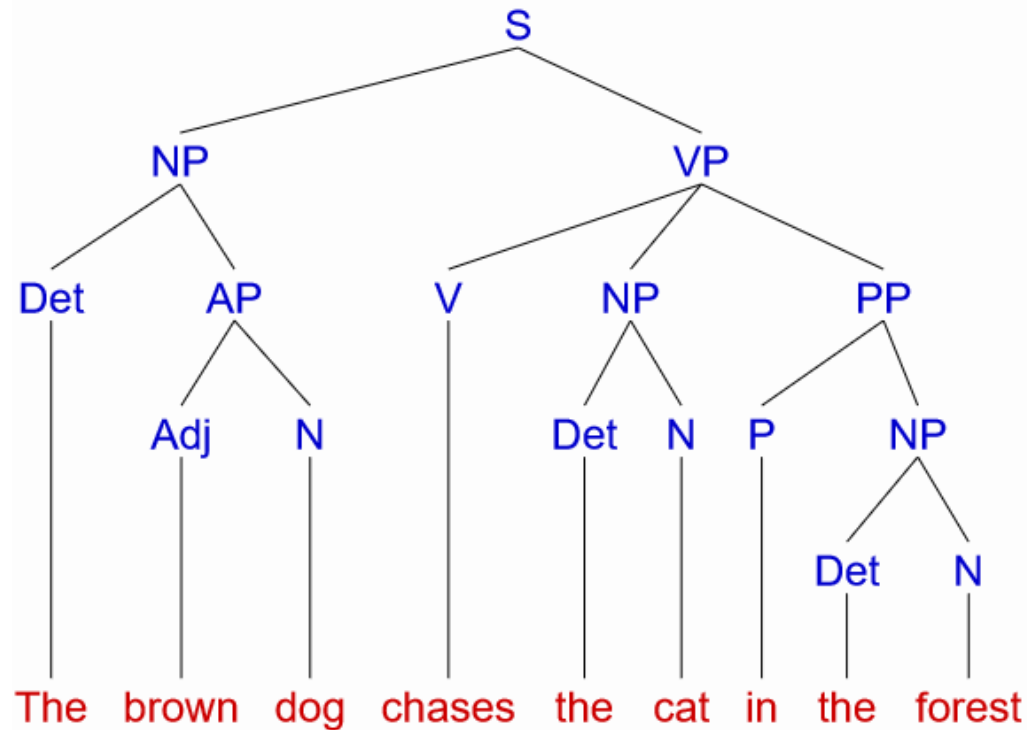 S
NP VP
Det AP V NP PP
Adj N Det N P NP
Det N
The brown dog chases the cat in the forest